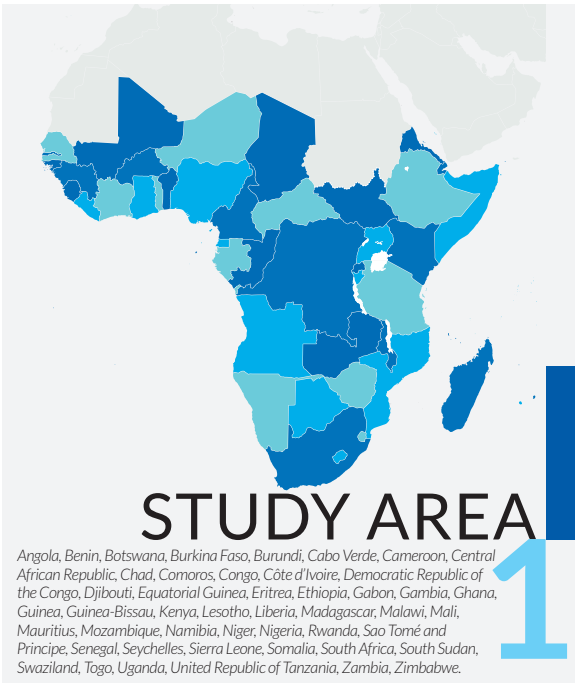 STUDY AREA
1
Angola, Benin, Botswana, Burkina Faso, Burundi, Cabo Verde, Cameroon, Central
African Republic, Chad, Comoros, Congo, Côte d'Ivoire, Democratic Republic of
the Congo, Djibouti, Equatorial Guinea, Eritrea, Ethiopia, Gabon, Gambia, Ghana,
Guinea, Guinea-Bissau, Kenya, Lesotho, Liberia, Madagascar, Malawi, Mali,
Mauritius, Mozambique, Namibia, Niger, Nigeria, Rwanda, Sao Tomé and
Principe, Senegal, Seychelles, Sierra Leone, Somalia, South Africa, South Sudan,
Swaziland, Togo, Uganda, United Republic of Tanzania, Zambia, Zimbabwe.